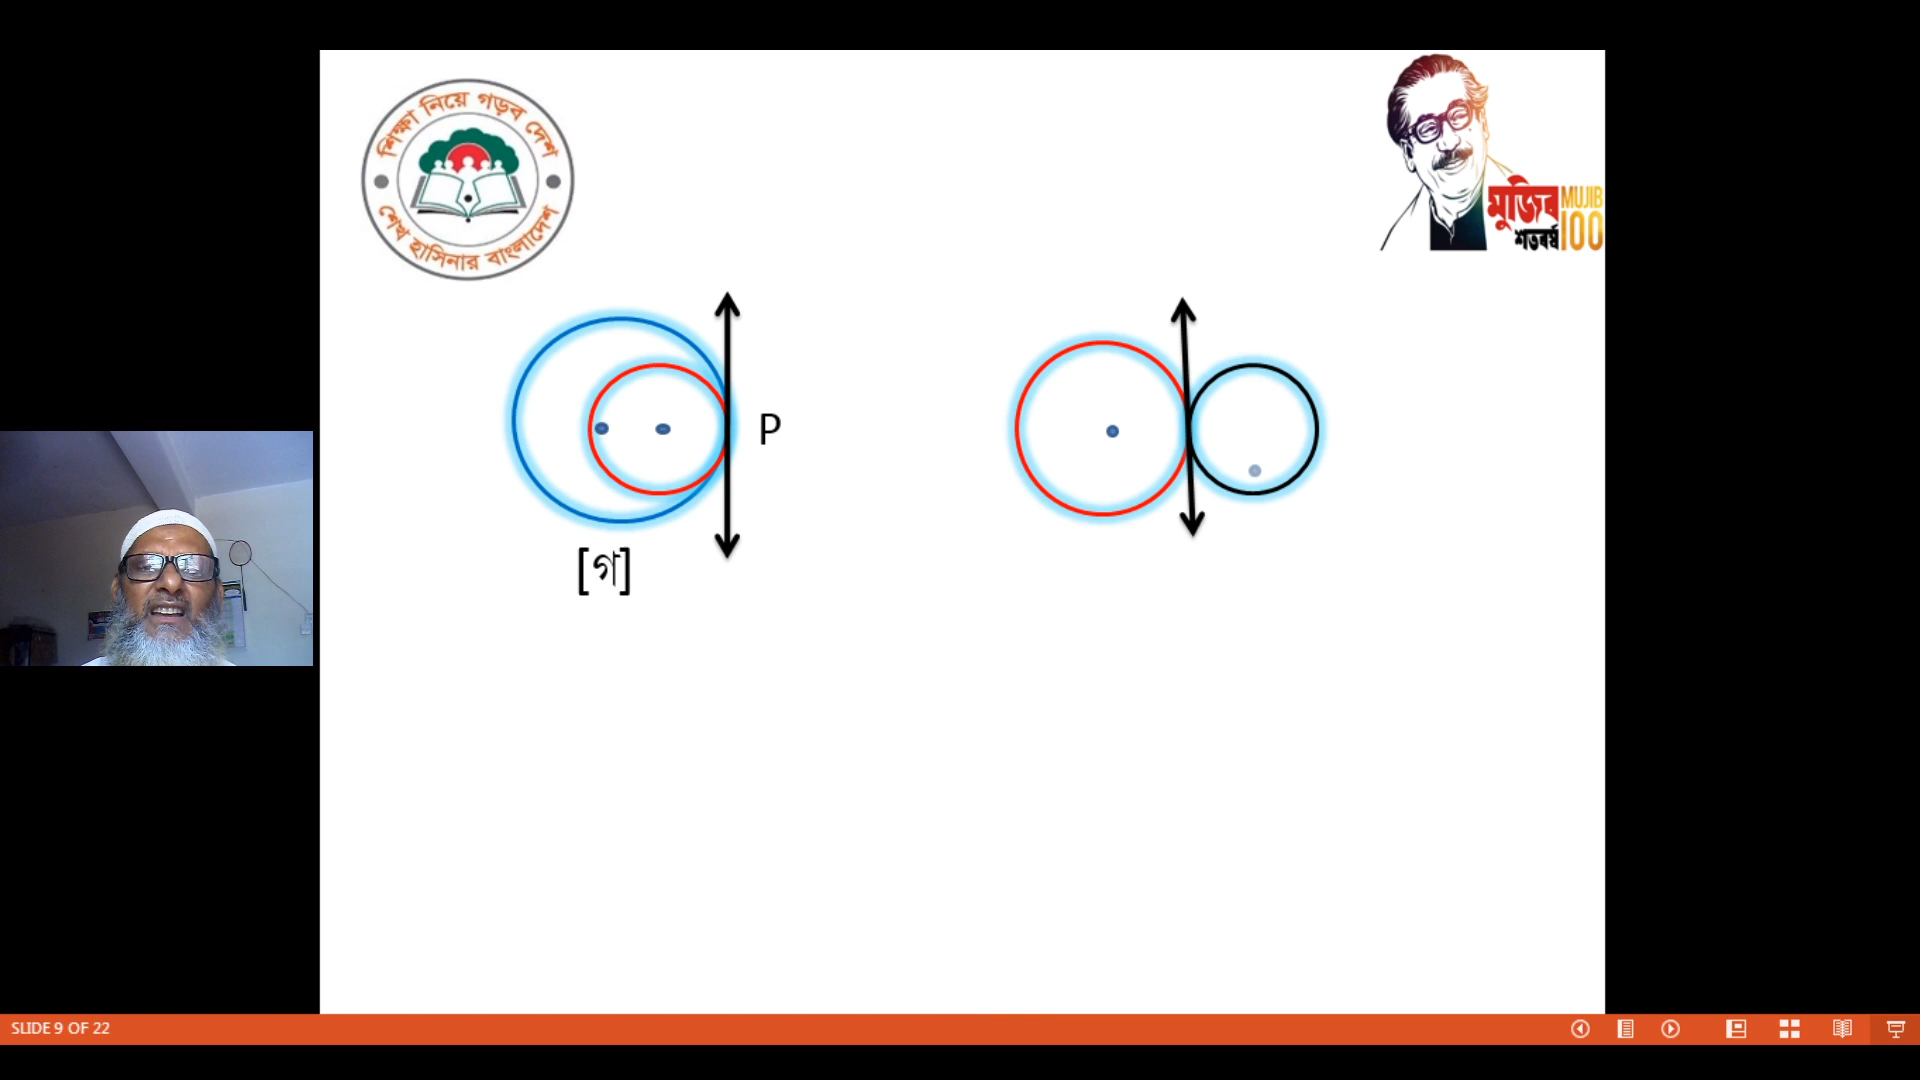 শিক্ষা নিয়ে গড়ব দেশ
শেখ হাসিনার বাংলাদেশ
মুজিব
শতবর্ষ
MUJIB
100
P
[গ]
SLIDE 9 OF 22